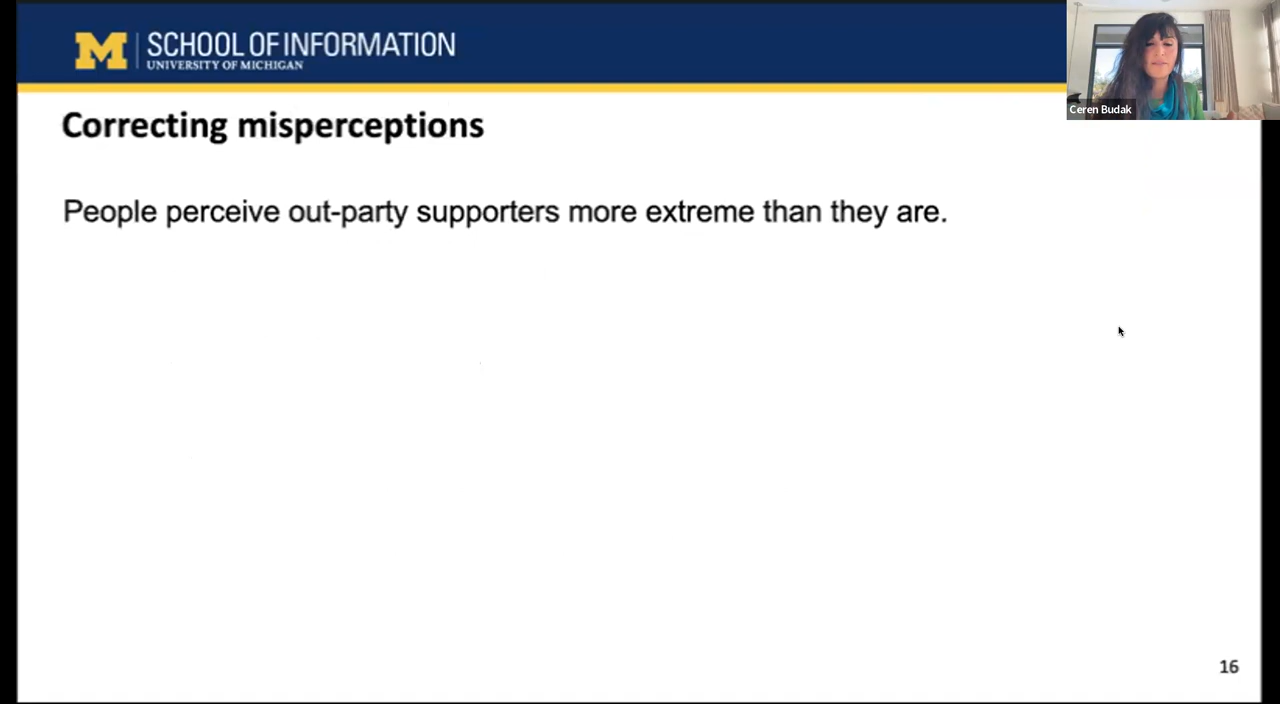 M SCHOOL OF INFORMATION
UNIVERSITY OF MICHIGAN
Ceren Budak
Correcting misperceptions
People perceive out-party supporters more extreme than they are.
16